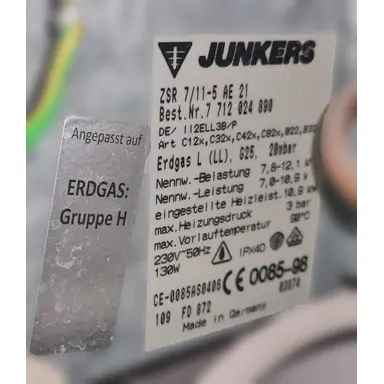 JUNKERS
ZSR 7/11-5 AE 21
Best.Nr.7 712 024 890
DE/ II2ELL3B/P
Art C12x,C32x,C42x,C82x,B22,B32
Erdgas L (LL), G25, 20mbar
Nennw.-Belastung 7,8-12,1
Nennw.-Leistung 7,0-10,9
eingestellte Heizleist. 10,9
max.Heizungsdruck 3 bar
max.Vorlauftemperatur 90°C
230V~50Hz IPX4D
130W
CE 0085-98
CE-0085AS0406
109 FD 872
Made in Germany
Angepasst auf
ERDGAS:
Gruppe H